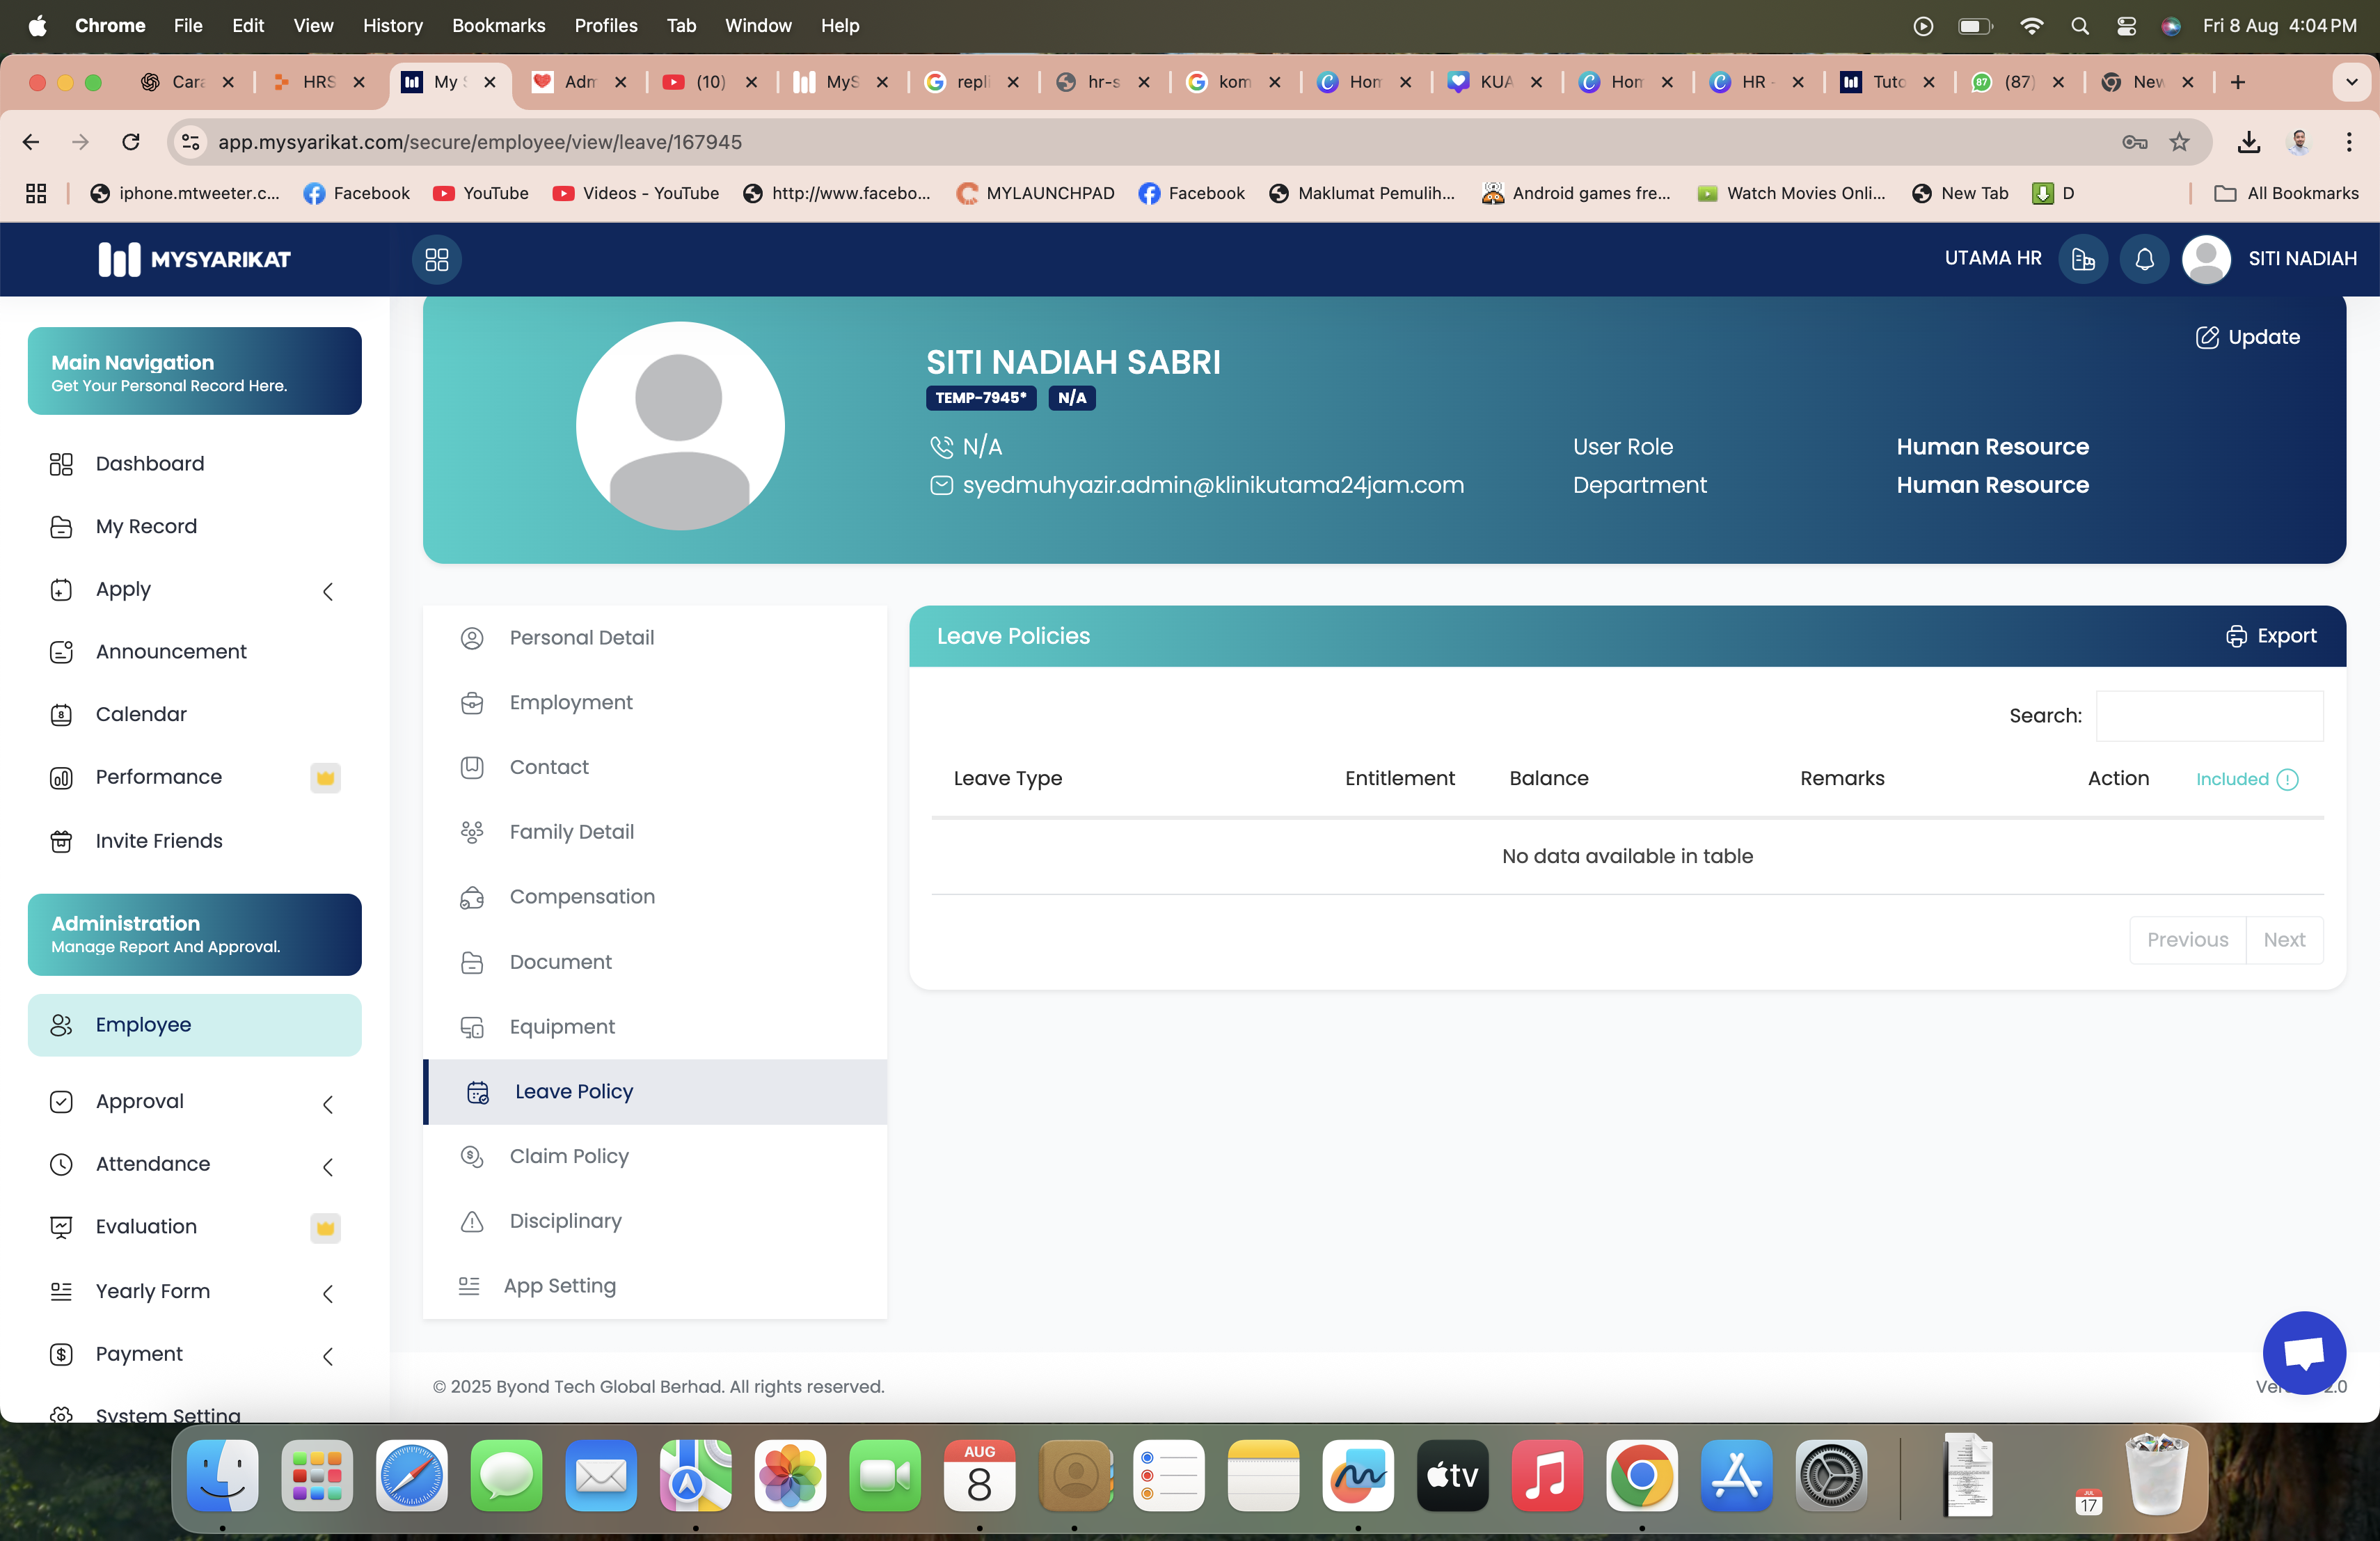 Chrome File Edit View History Bookmarks Profiles Tab Window Help Fri 8 Aug 4:04 PM
Cara HRS My S Adm (10) MyS repli hr-s kom Hom KUA Hom HR - Tuto 87 (87) New
app.mysyarikat.com/secure/employee/view/leave/167945
iphone.mtweeter.c... Facebook YouTube Videos - YouTube http://www.facebo... MYLAUNCHPAD Facebook Maklumat Pemulih... Android games fre... Watch Movies Onli... New Tab D All Bookmarks
MYSYARIKAT UTAMA HR SITI NADIAH
Main Navigation
Get Your Personal Record Here.
Dashboard
My Record
Apply
Announcement
Calendar
Performance
Invite Friends
Administration
Manage Report And Approval.
Employee
Approval
Attendance
Evaluation
Yearly Form
Payment
System Setting
Update
SITI NADIAH SABRI
TEMP-7945* N/A
N/A User Role Human Resource
syedmuhyazir.admin@klinikutama24jam.com Department Human Resource
Personal Detail
Employment
Contact
Family Detail
Compensation
Document
Equipment
Leave Policy
Claim Policy
Disciplinary
App Setting
Leave Policies Export
Search:
Leave Type Entitlement Balance Remarks Action Included
No data available in table
Previous Next
© 2025 Byond Tech Global Berhad. All rights reserved.
AUG
8
tv
JUL
17